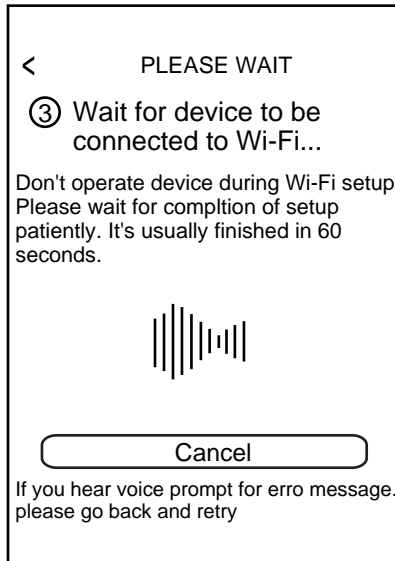 < PLEASE WAIT
③ Wait for device to be
connected to Wi-Fi...
Don't operate device during Wi-Fi setup
Please wait for compltion of setup
patiently. It's usually finished in 60
seconds.
Cancel
If you hear voice prompt for erro message.
please go back and retry